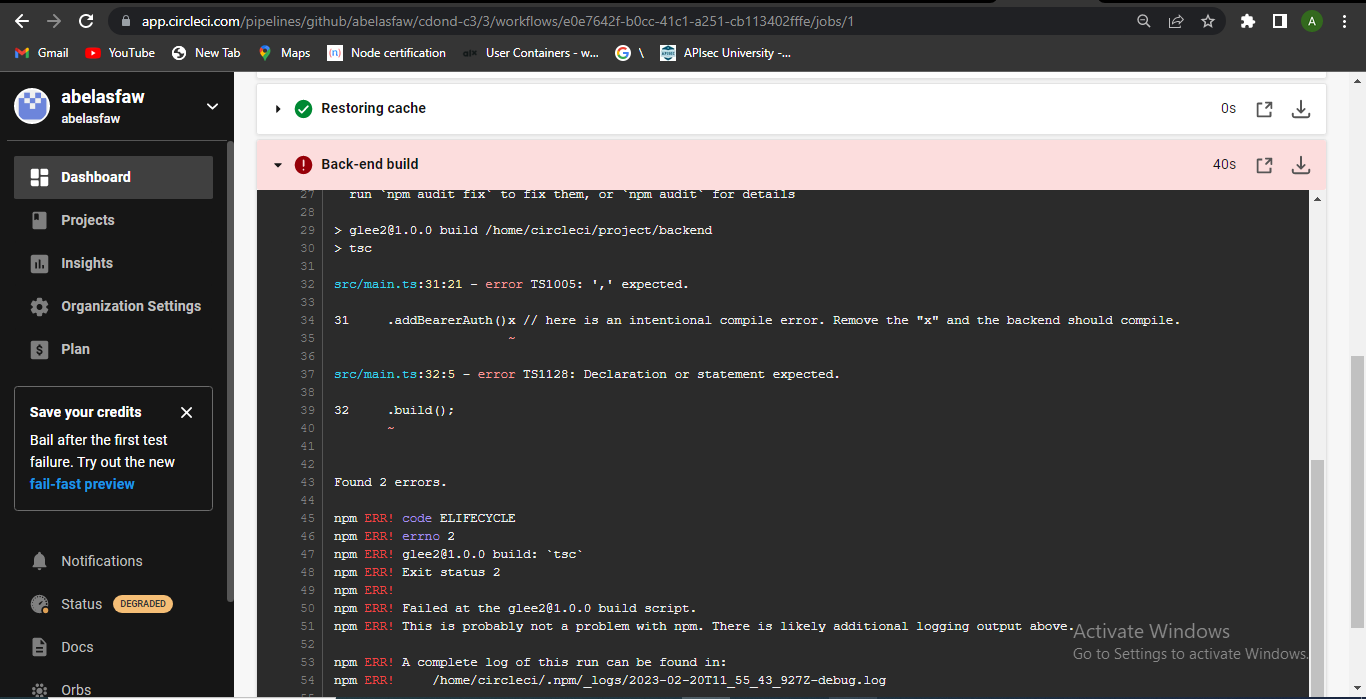 app.circleci.com/pipelines/github/abelasfaw/cdond-c3/3/workflows/e0e7642f-b0cc-41c1-a251-cb113402fffe/jobs/1
A
Gmail YouTube New Tab Maps Node certification User Containers - w... \ APIsec University -...
abelasfaw
abelasfaw
Dashboard
Projects
Insights
Organization Settings
Plan
Save your credits
Bail after the first test
failure. Try out the new
fail-fast preview
Notifications
Status DEGRADED
Docs
Orbs
Restoring cache 0s
Back-end build 40s
27 run `npm audit fix` to fix them, or `npm audit` for details
28
29 > glee2@1.0.0 build /home/circleci/project/backend
30 > tsc
31
32 src/main.ts:31:21 - error TS1005: ',' expected.
33
34 31 .addBearerAuth()x // here is an intentional compile error. Remove the "x" and the backend should compile.
35 ~
36
37 src/main.ts:32:5 - error TS1128: Declaration or statement expected.
38
39 32 .build();
40 ~
41
42
43 Found 2 errors.
44
45 npm ERR! code ELIFECYCLE
46 npm ERR! errno 2
47 npm ERR! glee2@1.0.0 build: `tsc`
48 npm ERR! Exit status 2
49 npm ERR!
50 npm ERR! Failed at the glee2@1.0.0 build script.
51 npm ERR! This is probably not a problem with npm. There is likely additional logging output above.
52
53 npm ERR! A complete log of this run can be found in:
54 npm ERR! /home/circleci/.npm/_logs/2023-02-20T11_55_43_927Z-debug.log
Activate Windows
Go to Settings to activate Windows.